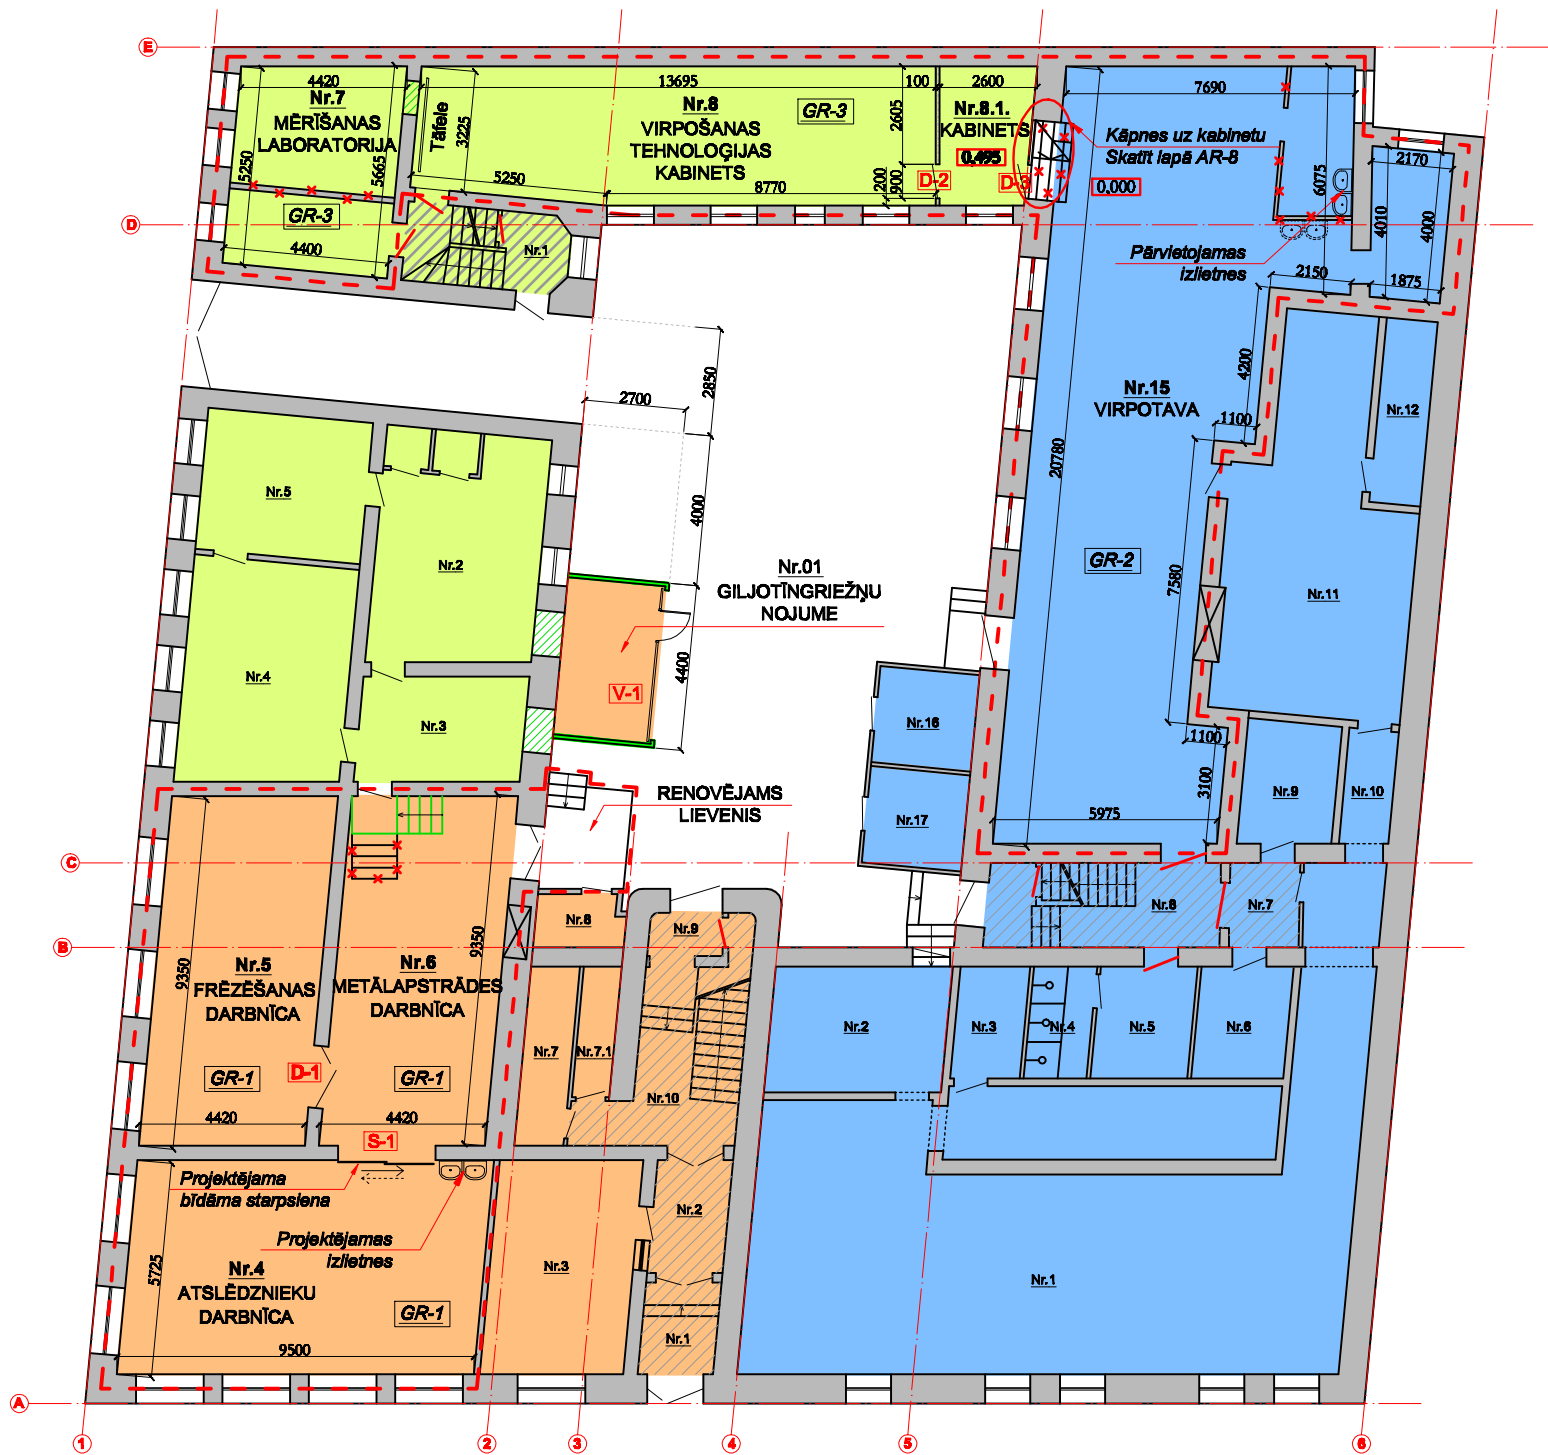 E
4420
13695
100
2600
7690
Nr.7
MĒRĪŠANAS
LABORATORIJA
Tāfele
3225
Nr.8
VIRPOŠANAS
TEHNOLOĢIJAS
KABINETS
GR-3
2605
Nr.8.1.
KABINETS
0,495
Kāpnes uz kabinetu
Skatīt lapā AR-8
0,000
2170
5250
5665
5250
8770
200
900
D-2
D-3
6075
4010
4000
GR-3
D
4400
Nr.1
Pārvietojamas
izlietnes
2150
1875
2850
2700
4200
Nr.15
VIRPOTAVA
1100
Nr.12
20780
Nr.5
4000
Nr.2
Nr.01
GILJOTĪNGRIEŽŅU
NOJUME
GR-2
7580
Nr.11
4400
Nr.4
V-1
Nr.3
Nr.16
1100
3100
RENOVĒJAMS
LIEVENIS
Nr.17
5975
Nr.9
Nr.10
C
Nr.8
Nr.9
Nr.8
Nr.7
B
9350
9350
Nr.5
FRĒZĒŠANAS
DARBNĪCA
Nr.6
METĀLAPSTRĀDES
DARBNĪCA
GR-1
D-1
GR-1
Nr.7
Nr.7.1
Nr.10
Nr.2
Nr.3
Nr.4
Nr.5
Nr.6
4420
4420
S-1
Projektējama
bīdāma starpsiena
Projektējamas
izlietnes
5725
Nr.4
ATSLĒDZNIEKU
DARBNĪCA
GR-1
Nr.2
Nr.3
Nr.1
Nr.1
9500
A
1
2
3
4
5
6